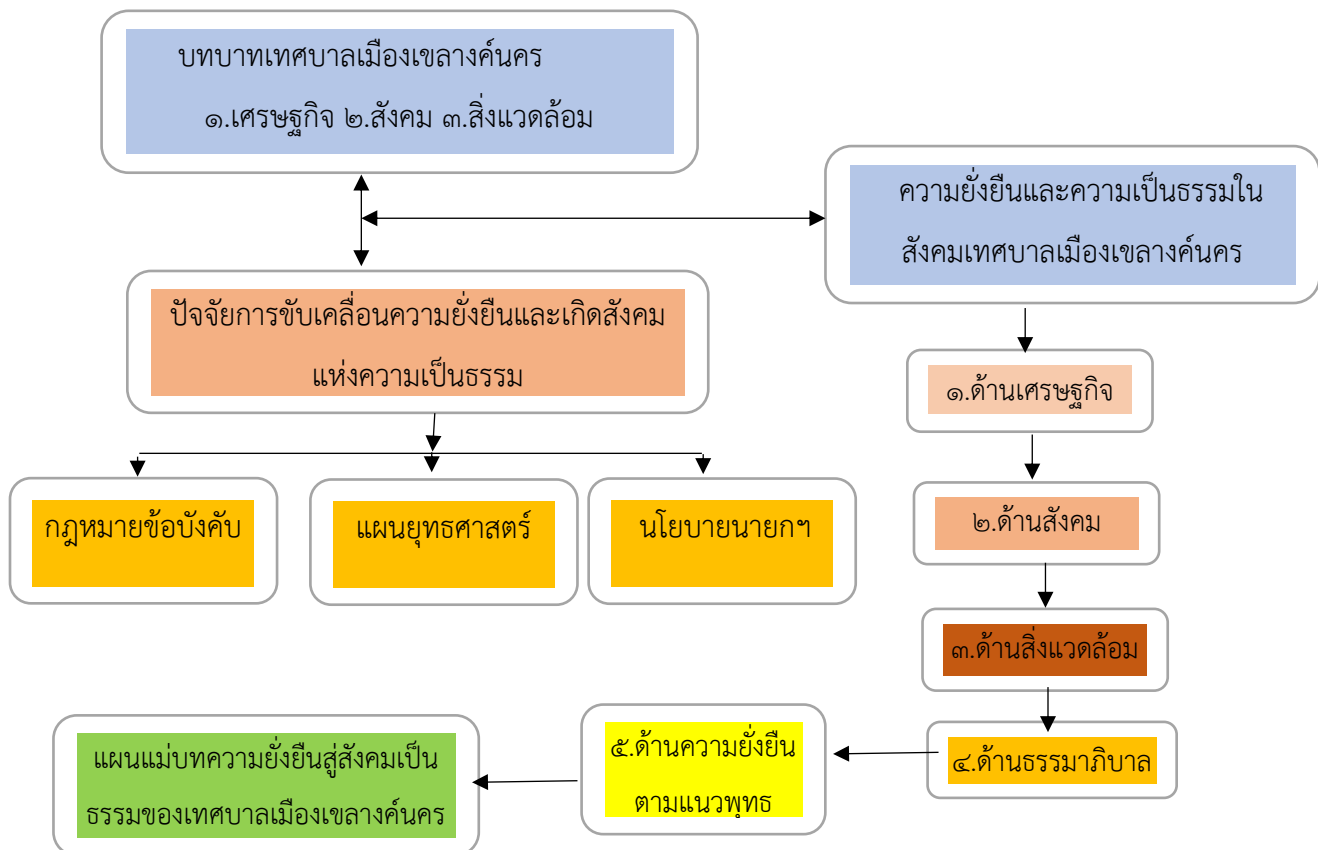 บทบาทเทศบาลเมืองเขลางค์นคร
๑.เศรษฐกิจ ๒.สังคม ๓.สิ่งแวดล้อม
ความยั่งยืนและความเป็นธรรมใน
สังคมเทศบาลเมืองเขลางค์นคร
ปัจจัยการขับเคลื่อนความยั่งยืนและเกิดสังคม
แห่งความเป็นธรรม
๑.ด้านเศรษฐกิจ
กฎหมายข้อบังคับ
แผนยุทธศาสตร์
นโยบายนายกฯ
๒.ด้านสังคม
๓.ด้านสิ่งแวดล้อม
๔.ด้านธรรมาภิบาล
๕.ด้านความยั่งยืน
ตามแนวพุทธ
แผนแม่บทความยั่งยืนสู่สังคมเป็น
ธรรมของเทศบาลเมืองเขลางค์นคร